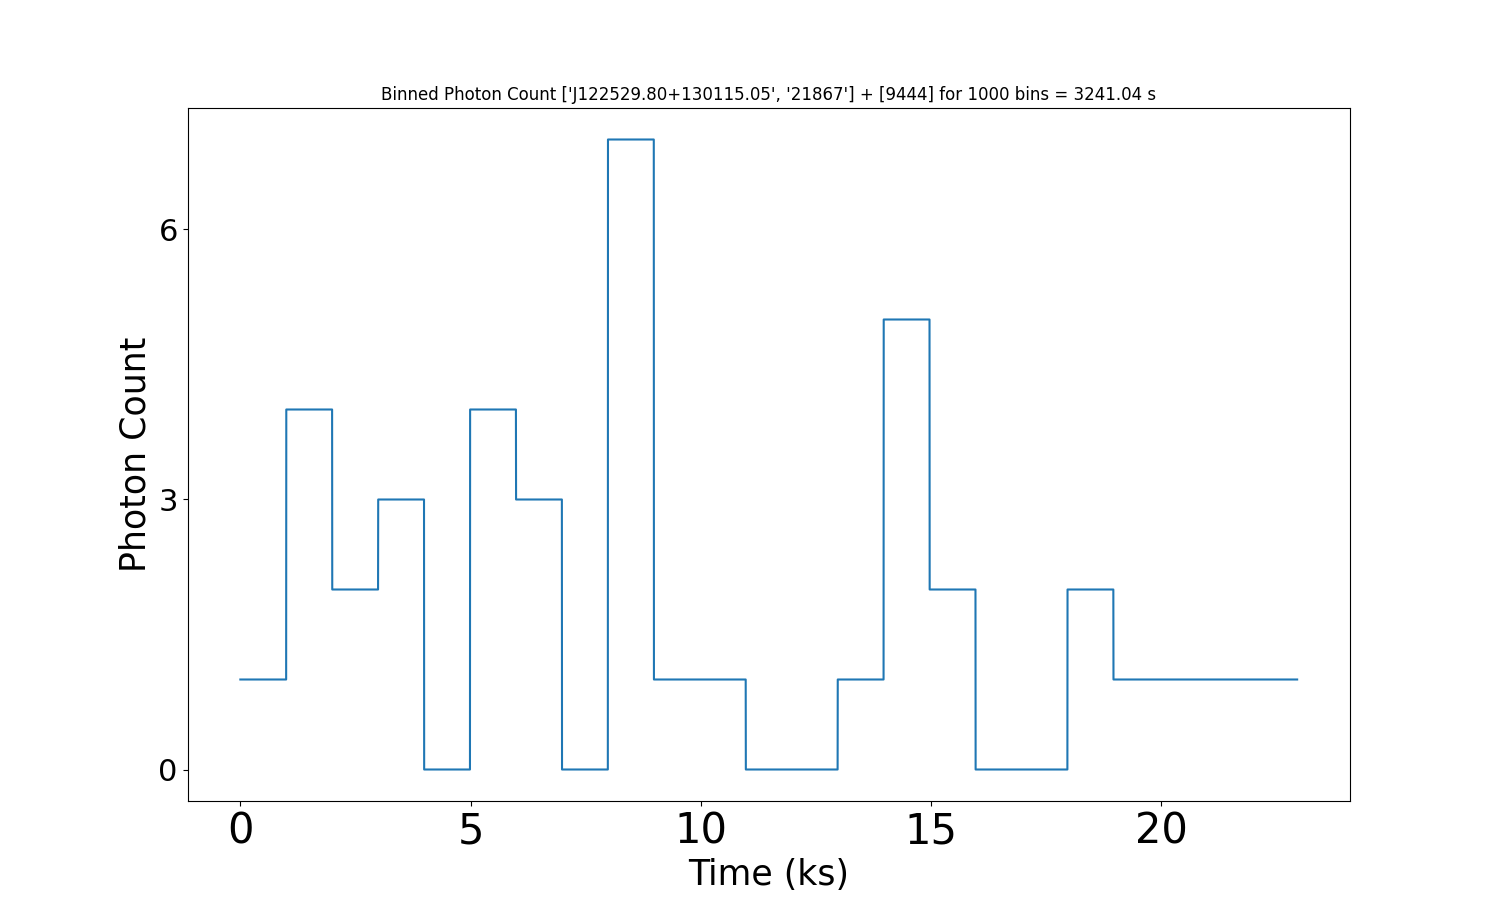 Binned Photon Count ['J122529.80+130115.05', '21867'] + [9444] for 1000 bins = 3241.04 s
6
3
0
Photon Count
0 5 10 15 20
Time (ks)